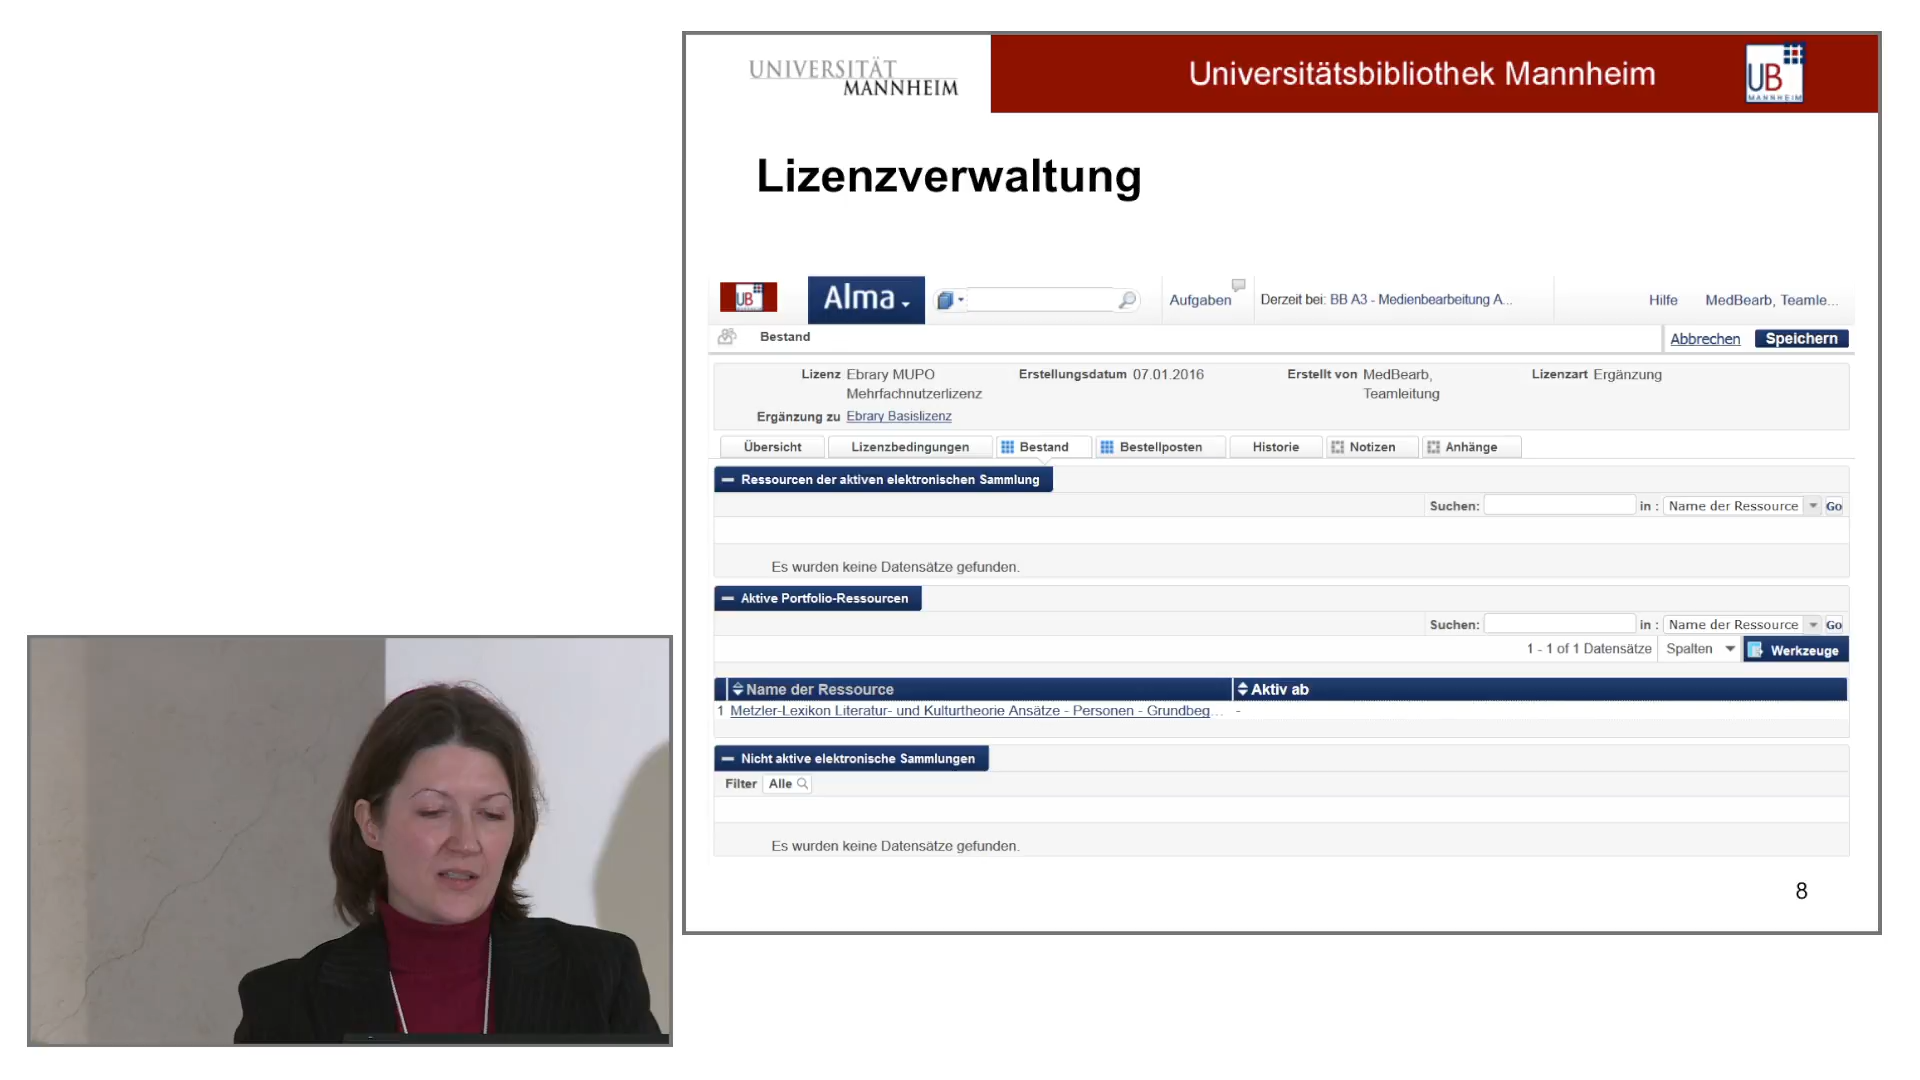 UNIVERSITÄT
MANNHEIM
Universitätsbibliothek Mannheim
UB
MANNHEIM
Lizenzverwaltung
UB
Alma
Aufgaben
Derzeit bei: BB A3 - Medienbearbeitung A...
Hilfe
MedBearb, Teamle...
Bestand
Abbrechen
Speichern
Lizenz Ebrary MUPO Mehrfachnutzerlizenz
Erstellungsdatum 07.01.2016
Erstellt von MedBearb, Teamleitung
Lizenzart Ergänzung
Ergänzung zu Ebrary Basislizenz
Übersicht
Lizenzbedingungen
Bestand
Bestellposten
Historie
Notizen
Anhänge
Ressourcen der aktiven elektronischen Sammlung
Suchen: in : Name der Ressource Go
Es wurden keine Datensätze gefunden.
Aktive Portfolio-Ressourcen
Suchen: in : Name der Ressource Go
1 - 1 of 1 Datensätze Spalten Werkzeuge
Name der Ressource Aktiv ab
1 Metzler-Lexikon Literatur- und Kulturtheorie Ansätze - Personen - Grundbeg... -
Nicht aktive elektronische Sammlungen
Filter Alle
Es wurden keine Datensätze gefunden.
8